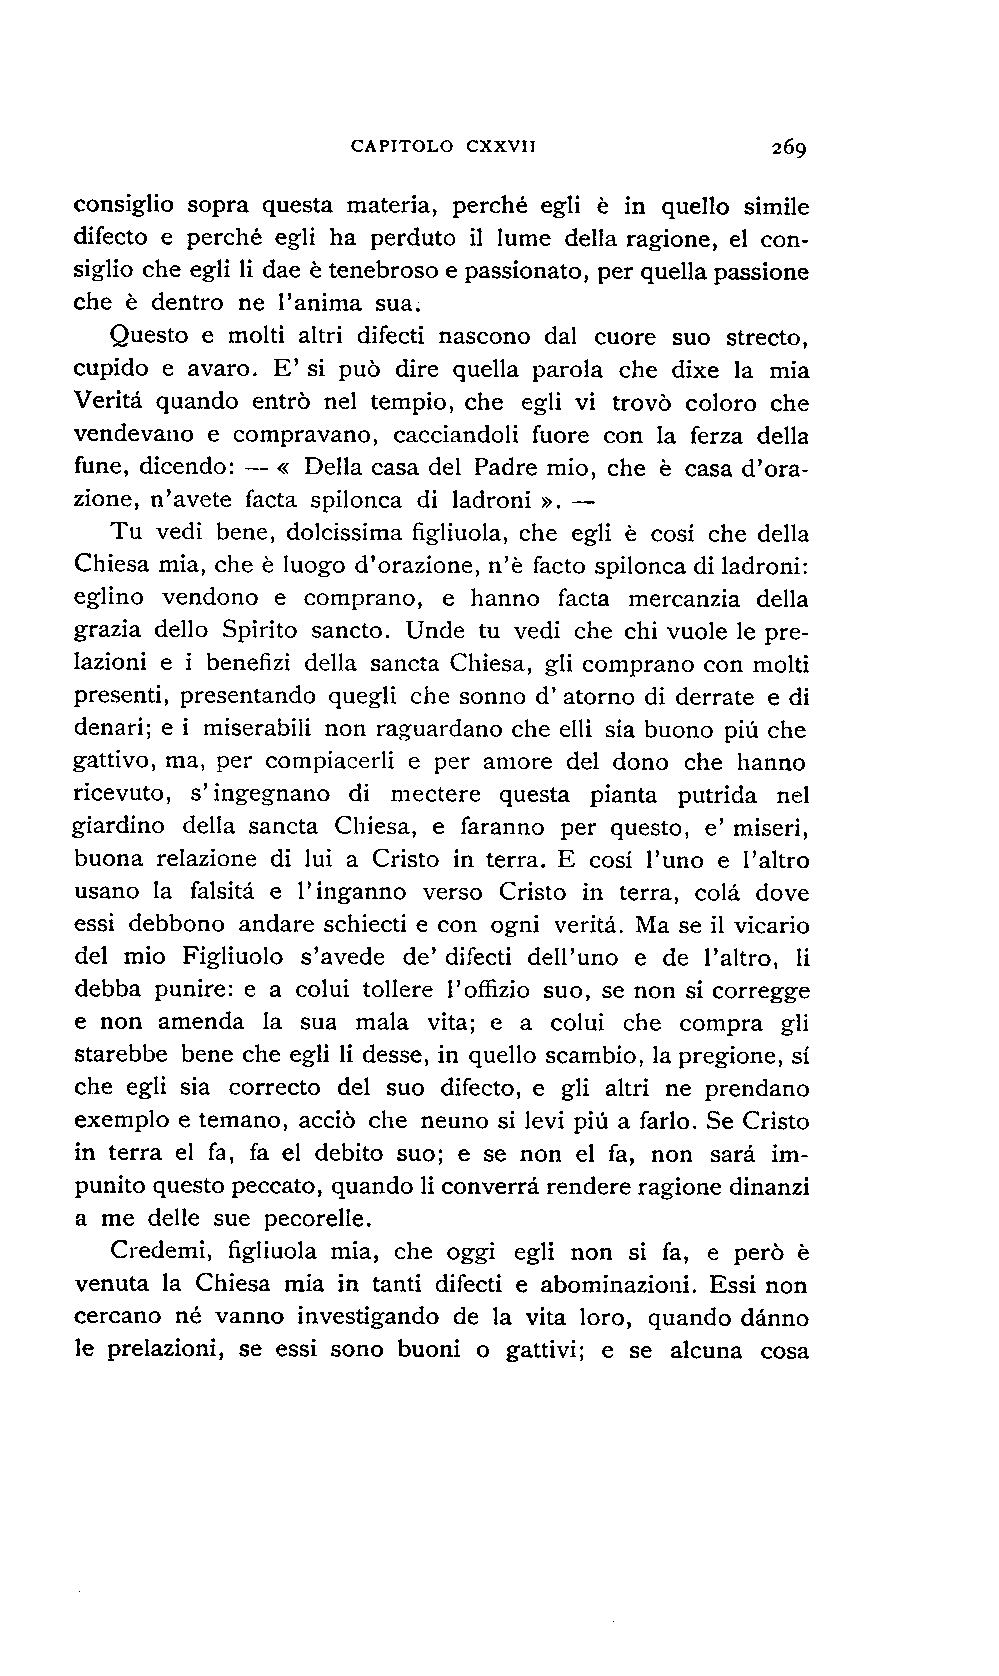 CAPITOLO CXXVII 269
consiglio sopra questa materia, perché egli è in quello simile
difecto e perché egli ha perduto il lume della ragione, el con-
siglio che egli li dae è tenebroso e passionato, per quella passione
che è dentro ne l'anima sua.
Questo e molti altri difecti nascono dal cuore suo strecto,
cupido e avaro. E' si può dire quella parola che dixe la mia
Veritá quando entrò nel tempio, che egli vi trovò coloro che
vendevano e compravano, cacciandoli fuore con la ferza della
fune, dicendo: — « Della casa del Padre mio, che è casa d'ora-
zione, n'avete facta spilonca di ladroni ». —
Tu vedi bene, dolcissima figliuola, che egli è cosí che della
Chiesa mia, che è luogo d'orazione, n'è facto spilonca di ladroni:
eglino vendono e comprano, e hanno facta mercanzia della
grazia dello Spirito sancto. Unde tu vedi che chi vuole le pre-
lazioni e i benefizi della sancta Chiesa, gli comprano con molti
presenti, presentando quegli che sonno d' atorno di derrate e di
denari; e i miserabili non raguardano che elli sia buono piú che
gattivo, ma, per compiacerli e per amore del dono che hanno
ricevuto, s' ingegnano di mectere questa pianta putrida nel
giardino della sancta Chiesa, e faranno per questo, e' miseri,
buona relazione di lui a Cristo in terra. E cosí l'uno e l'altro
usano la falsitá e l'inganno verso Cristo in terra, colá dove
essi debbono andare schiecti e con ogni veritá. Ma se il vicario
del mio Figliuolo s'avede de' difecti dell'uno e de l'altro, li
debba punire: e a colui tollere l'offizio suo, se non si corregge
e non amenda la sua mala vita; e a colui che compra gli
starebbe bene che egli li desse, in quello scambio, la pregione, sí
che egli sia correcto del suo difecto, e gli altri ne prendano
exemplo e temano, acciò che neuno si levi piú a farlo. Se Cristo
in terra el fa, fa el debito suo; e se non el fa, non sará im-
punito questo peccato, quando li converrá rendere ragione dinanzi
a me delle sue pecorelle.
Credemi, figliuola mia, che oggi egli non si fa, e però è
venuta la Chiesa mia in tanti difecti e abominazioni. Essi non
cercano né vanno investigando de la vita loro, quando dánno
le prelazioni, se essi sono buoni o gattivi; e se alcuna cosa